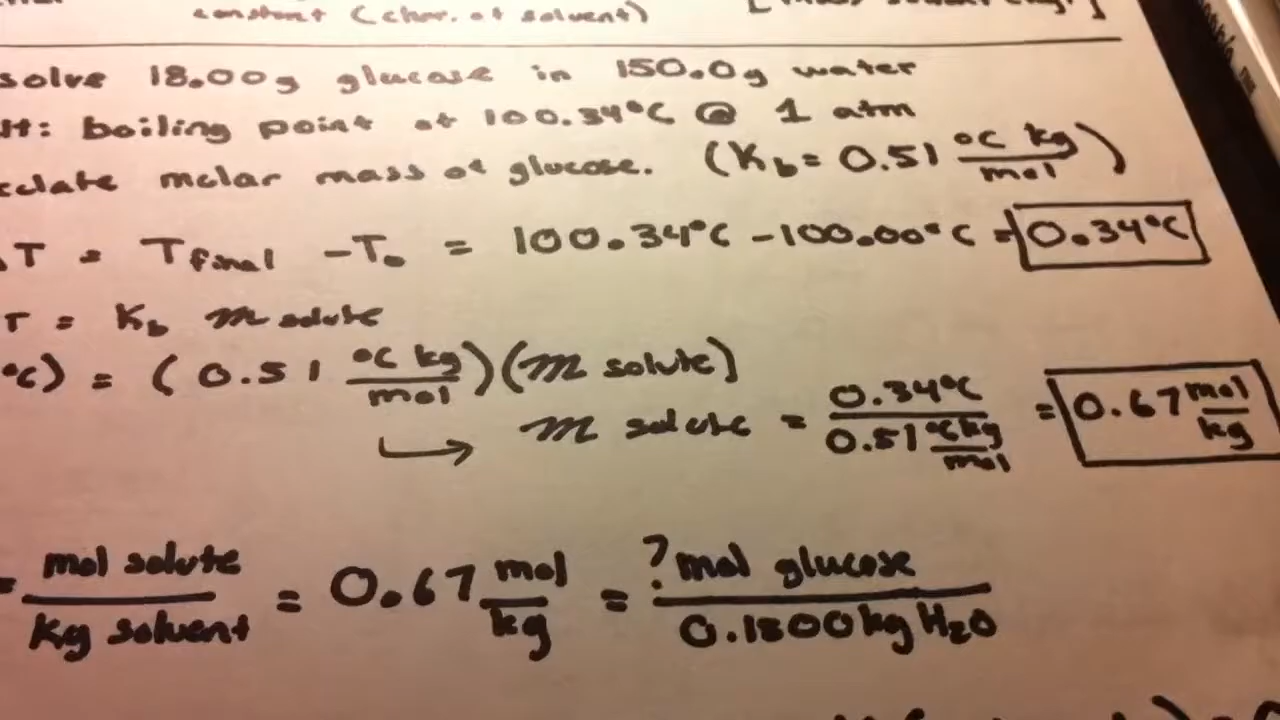 constant (char. of solvent)
solve 18.00g glucose in 150.0g water
lt: boiling point of 100.34°C @ 1 atm
culate molar mass of glucose. (Kb = 0.51 °C kg/mol)
T = Tfinal - To = 100.34°C - 100.00°C = 0.34°C
T = Kb m solute
°C) = (0.51 °C kg/mol)(m solute)
m solute = 0.34°C / 0.51 °C kg/mol = 0.67 mol/kg
= mol solute / kg solvent = 0.67 mol/kg = ? mol glucose / 0.1500 kg H2O